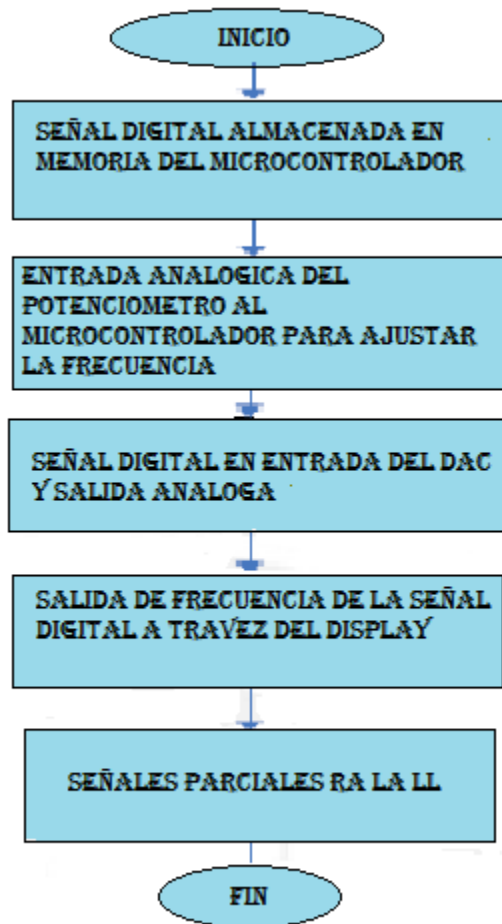 INICIO
SEÑAL DIGITAL ALMACENADA EN
MEMORIA DEL MICROCONTROLADOR
ENTRADA ANALOGICA DEL
POTENCIOMETRO AL
MICROCONTROLADOR PARA AJUSTAR
LA FRECUENCIA
SEÑAL DIGITAL EN ENTRADA DEL DAC
Y SALIDA ANALOGA
SALIDA DE FRECUENCIA DE LA SEÑAL
DIGITAL A TRAVEZ DEL DISPLAY
SEÑALES PARCIALES RA LA LL
FIN